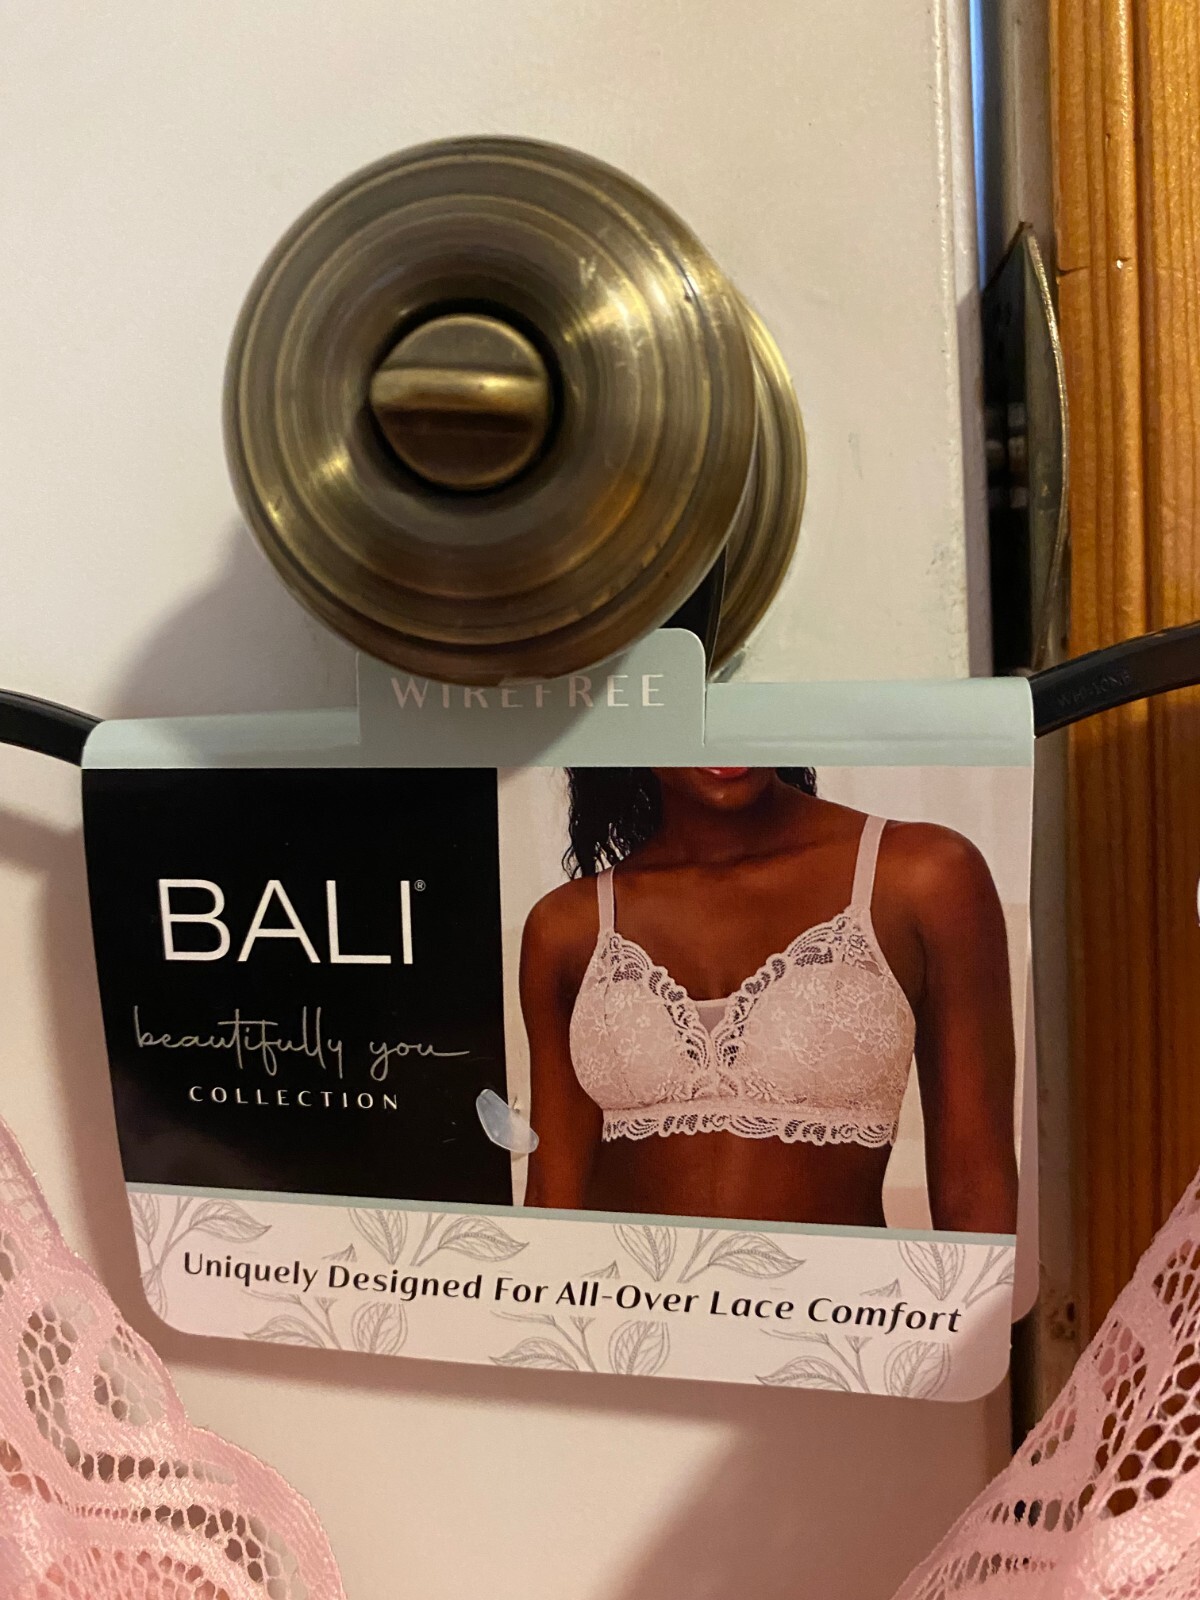 WIREFREE
BALI®
beautifully you
COLLECTION
Uniquely Designed For All-Over Lace Comfort